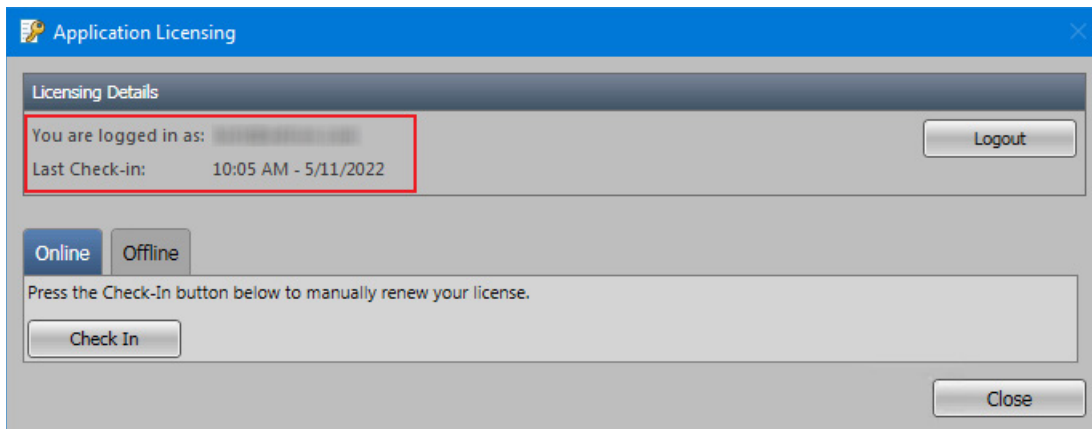 Application Licensing
Licensing Details
You are logged in as:
Logout
Last Check-in: 10:05 AM - 5/11/2022
Online
Offline
Press the Check-In button below to manually renew your license.
Check In
Close